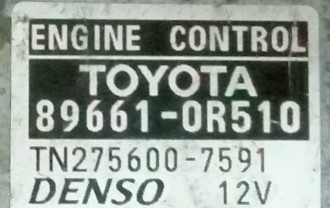 ENGINE CONTROL
TOYOTA
89661-0R510
TN275600-7591
DENSO 12V